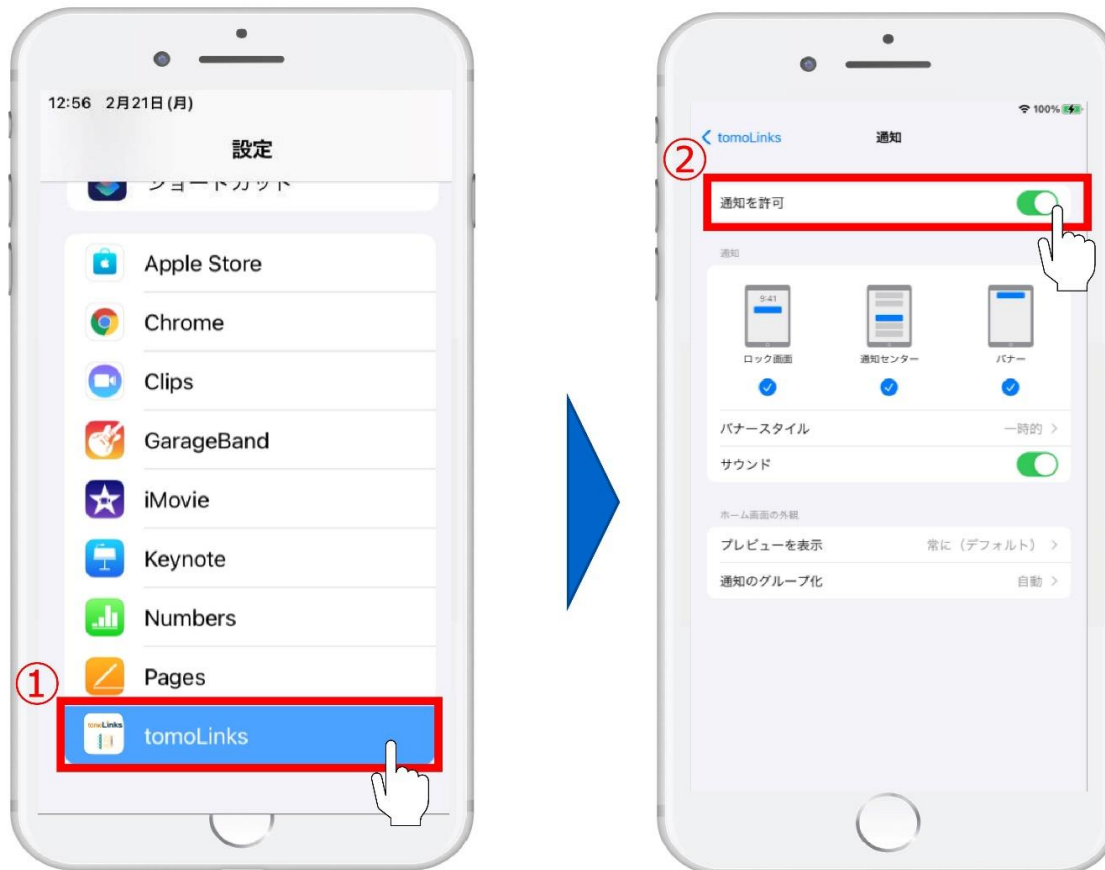 12:56 2月21日(月)
設定
ショートカット
Apple Store
Chrome
Clips
GarageBand
iMovie
Keynote
Numbers
Pages
①
tomoLinks
tomoLinks
100%
②
tomoLinks
通知
通知を許可
通知
9:41
ロック画面
通知センター
バナー
バナースタイル
一時的
サウンド
ホーム画面の外観
プレビューを表示
常に(デフォルト)
通知のグループ化
自動